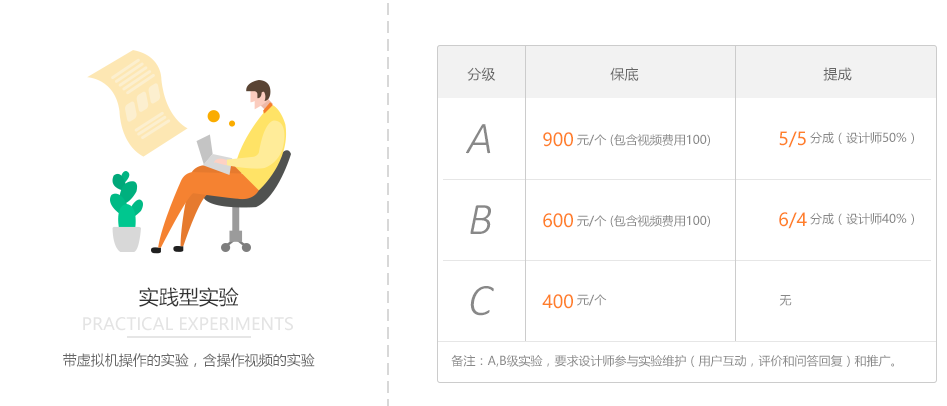 实践型实验
PRACTICAL EXPERIMENTS
带虚拟机操作的实验，含操作视频的实验
分级 保底 提成
A 900 元/个 (包含视频费用100) 5/5 分成（设计师50%）
B 600 元/个 (包含视频费用100) 6/4 分成（设计师40%）
C 400 元/个 无
备注：A,B级实验，要求设计师参与实验维护（用户互动，评价和问答回复）和推广。